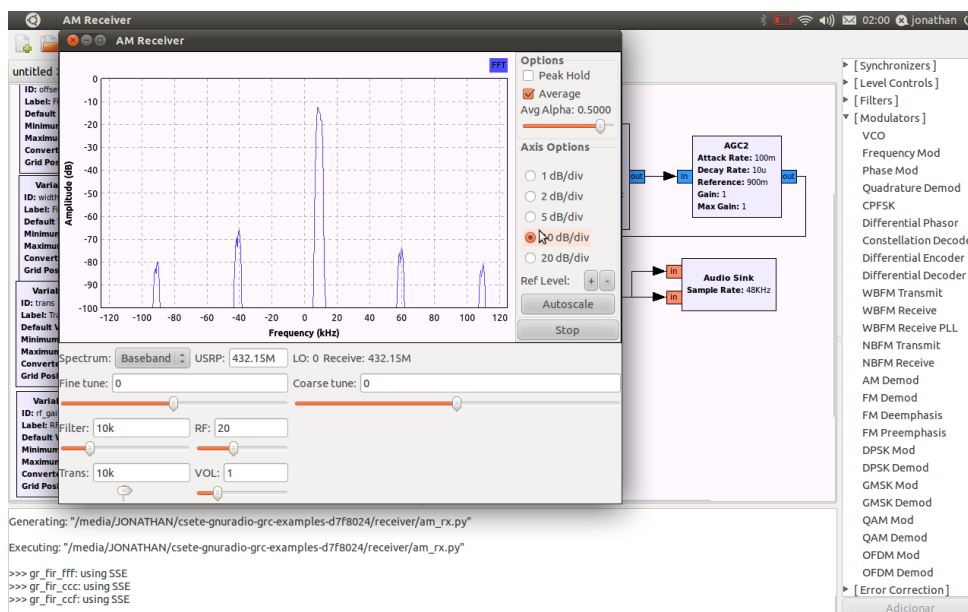 AM Receiver
02:00
jonathan
AM Receiver
untitled
FFT
Amplitude (dB)
0
-10
-20
-30
-40
-50
-60
-70
-80
-90
-100
-120 -100 -80 -60 -40 -20 0 20 40 60 80 100 120
Frequency (kHz)
Options
Peak Hold
Average
Avg Alpha: 0.5000
Axis Options
1 dB/div
2 dB/div
5 dB/div
dB/div
20 dB/div
Ref Level: + -
Autoscale
Stop
Spectrum: Baseband USRP: 432.15M LO: 0 Receive: 432.15M
Fine tune: 0 Coarse tune: 0
Filter: 10k RF: 20
Trans: 10k VOL: 1
ID:
Label:
Default
Grid
ID: width
Label:
Default
Grid
ID: trans
Label:
Default
Grid
ID:
Label:
Default
Grid
out
in
AGC2
Attack Rate: 100m
Decay Rate: 10u
Reference: 900m
Gain: 1
Max Gain: 1
out
in
in
Audio Sink
Sample Rate: 48KHz
[ Synchronizers ]
[ Level Controls ]
[ Filters ]
[ Modulators ]
VCO
Frequency Mod
Phase Mod
Quadrature Demod
CPFSK
Differential Phasor
Constellation
Differential Encoder
Differential Decoder
WBFM Transmit
WBFM Receive
WBFM Receive PLL
NBFM Transmit
NBFM Receive
AM Demod
FM Demod
FM Deemphasis
FM Preemphasis
DPSK Mod
DPSK Demod
GMSK Mod
GMSK Demod
QAM Mod
QAM Demod
OFDM Mod
OFDM Demod
[ Error Correction ]
Adicionar
Generating: "/media/JONATHAN/csete-gnuradio-grc-examples-d7f8024/receiver/am_rx.py"
Executing: "/media/JONATHAN/csete-gnuradio-grc-examples-d7f8024/receiver/am_rx.py"
>>> gr_fir_fff: using SSE
>>> gr_fir_ccc: using SSE
>>> gr_fir_ccf: using SSE